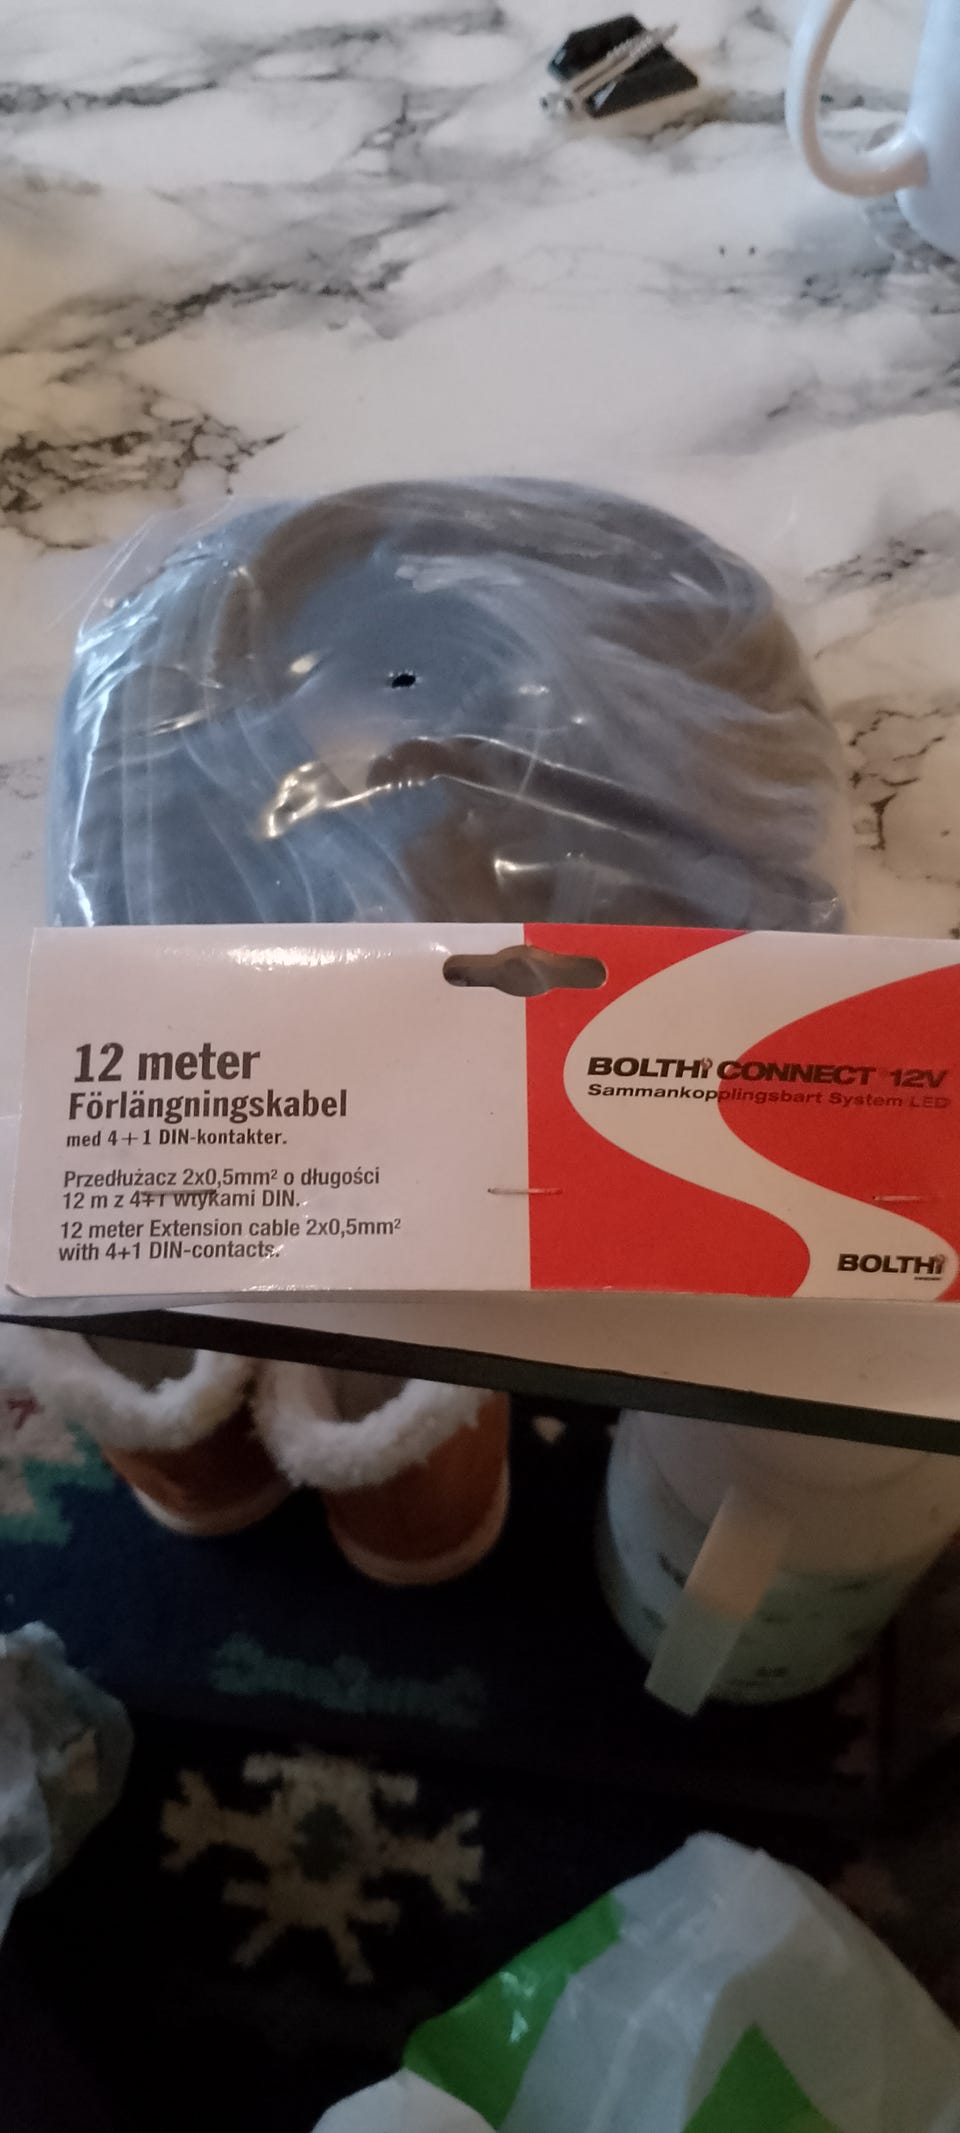 12 meter
Förlängningskabel
med 4+1 DIN-kontakter.
Przedłużacz 2x0,5mm² o długości
12 m z 4+1 wtykami DIN.
12 meter Extension cable 2x0,5mm²
with 4+1 DIN-contacts.
BOLTHi CONNECT 12V
Sammankopplingsbart System LED
BOLTHi